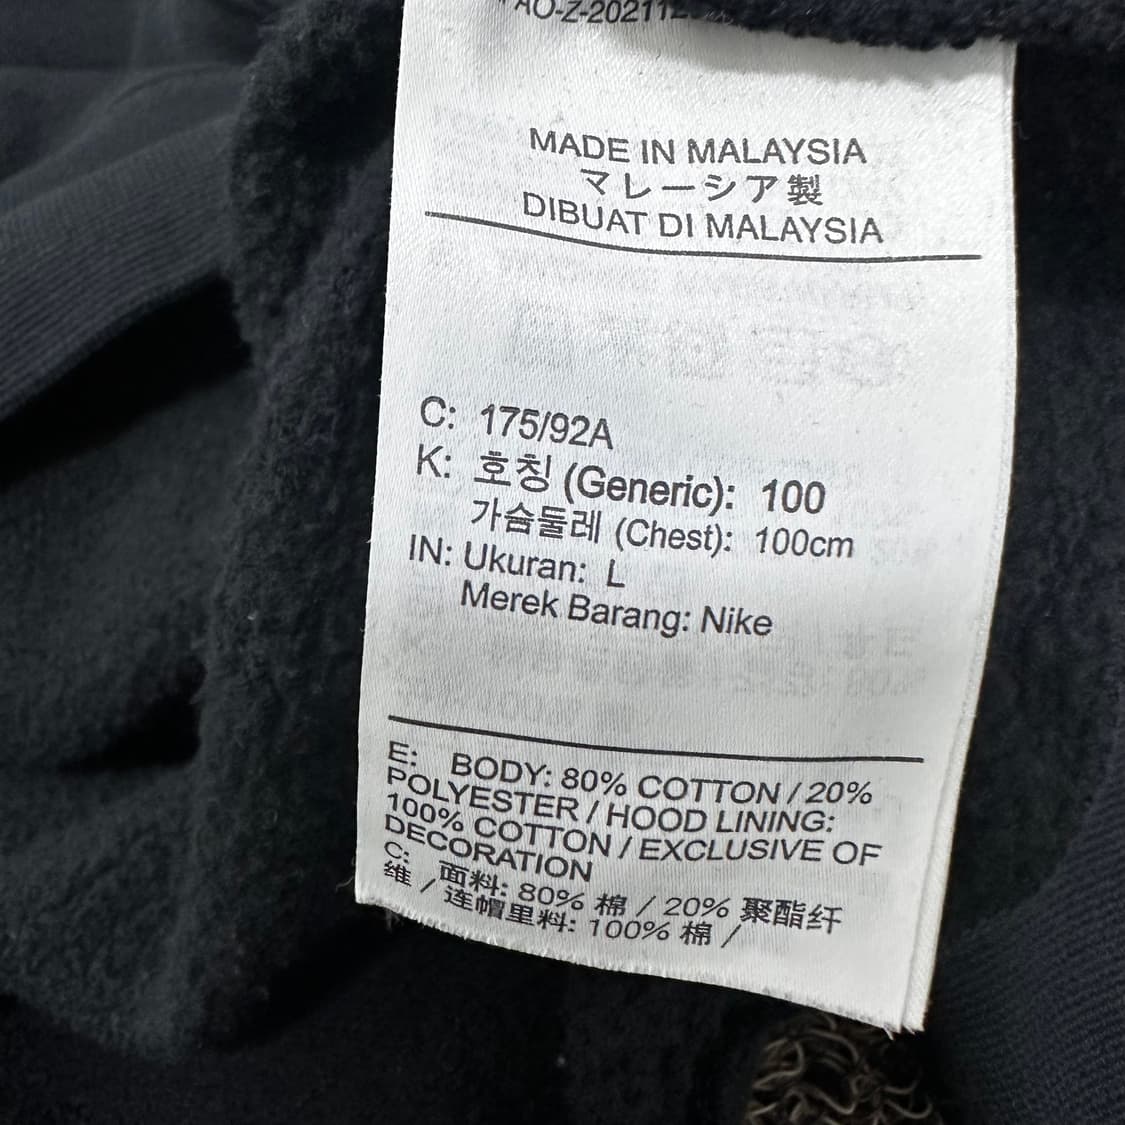 AO-Z-202112
MADE IN MALAYSIA
マレーシア製
DIBUAT DI MALAYSIA
C: 175/92A
K: 호칭 (Generic): 100
가슴둘레 (Chest): 100cm
IN: Ukuran: L
Merek Barang: Nike
E: BODY: 80% COTTON / 20%
POLYESTER / HOOD LINING:
100% COTTON / EXCLUSIVE OF
DECORATION
C: 面料: 80% 棉 / 20% 聚酯纤
维 / 连帽里料: 100% 棉 /